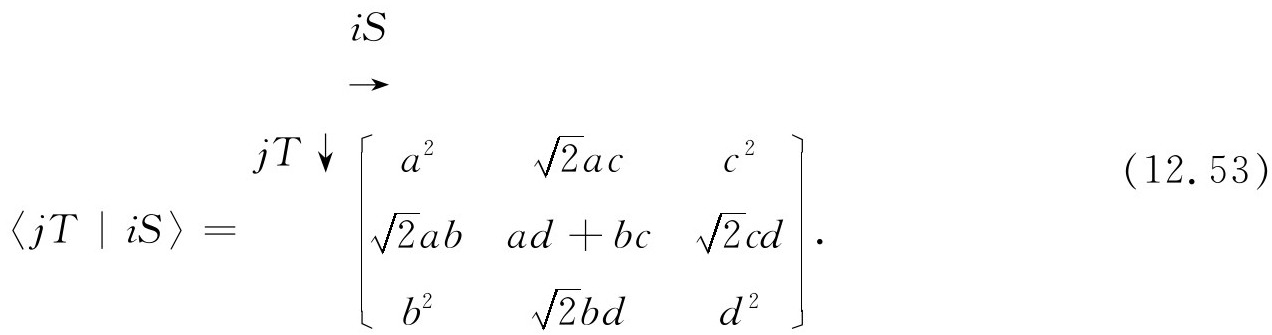 iS
→
jT ↓ a² √2ac c² (12.53)
⟨jT | iS⟩ = √2ab ad + bc √2cd .
b² √2bd d²